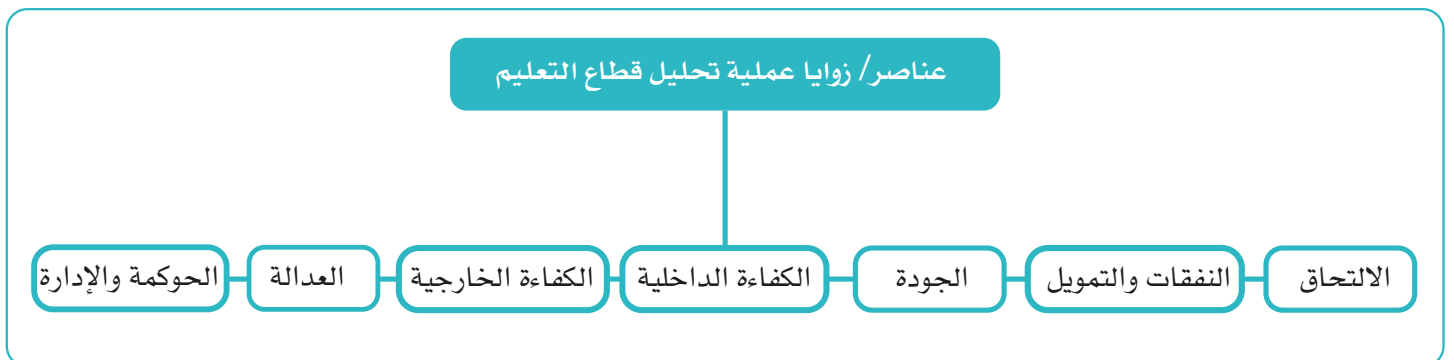 عناصر/ زوايا عملية تحليل قطاع التعليم
الالتحاق
النفقات والتمويل
الجودة
الكفاءة الداخلية
الكفاءة الخارجية
العدالة
الحوكمة والإدارة